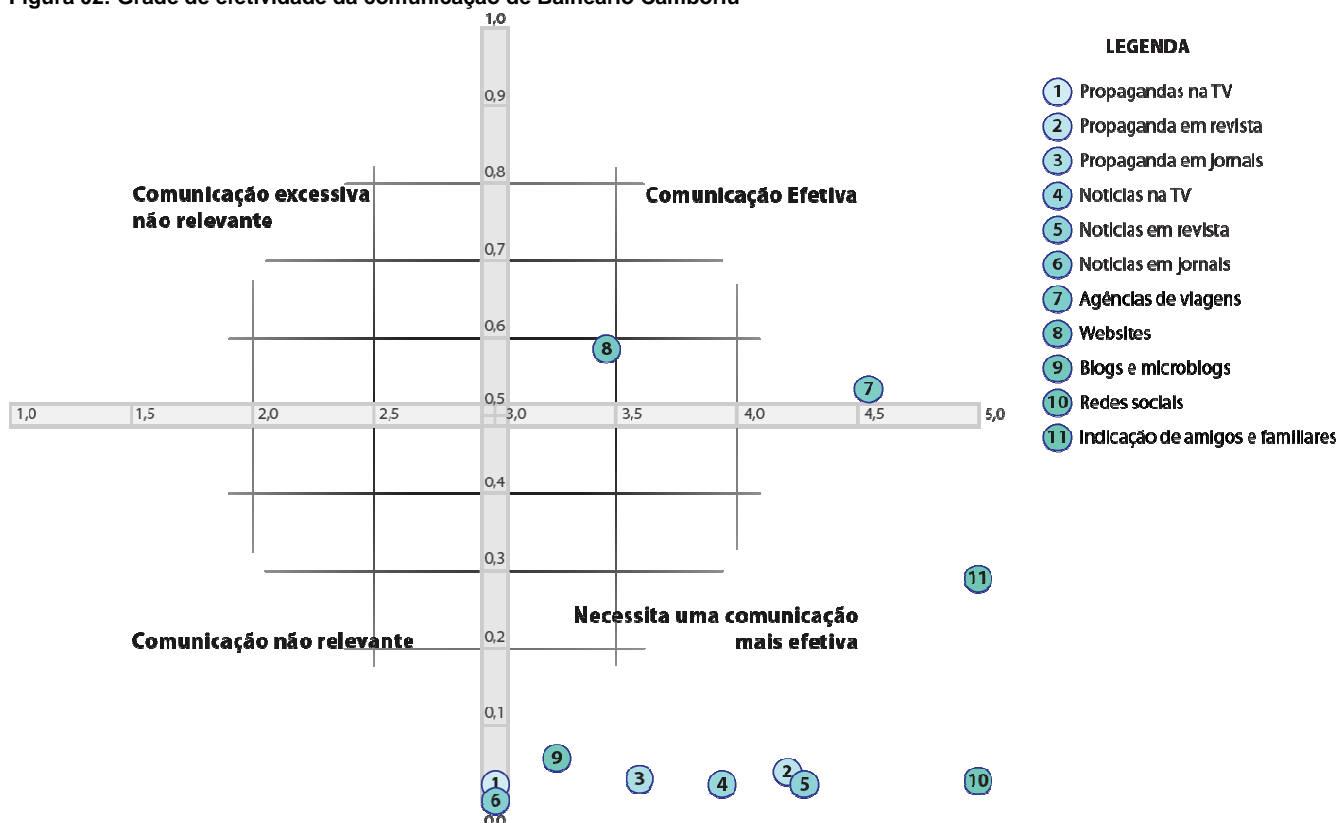 Figura 02: Grade de efetividade da comunicação de Balneário Camboriú
1,0
0,9
0,8
0,7
0,6
0,5
0,4
0,3
0,2
0,1
0,0
1,0 1,5 2,0 2,5 3,0 3,5 4,0 4,5 5,0
Comunicação excessiva
não relevante
Comunicação Efetiva
Comunicação não relevante
Necessita uma comunicação
mais efetiva
8
7
11
9
1
6
3
4
2
5
10
LEGENDA
1 Propagandas na TV
2 Propaganda em revista
3 Propaganda em jornais
4 Noticias na TV
5 Noticias em revista
6 Noticias em jornais
7 Agências de viagens
8 Websites
9 Blogs e microblogs
10 Redes sociais
11 Indicação de amigos e familiares